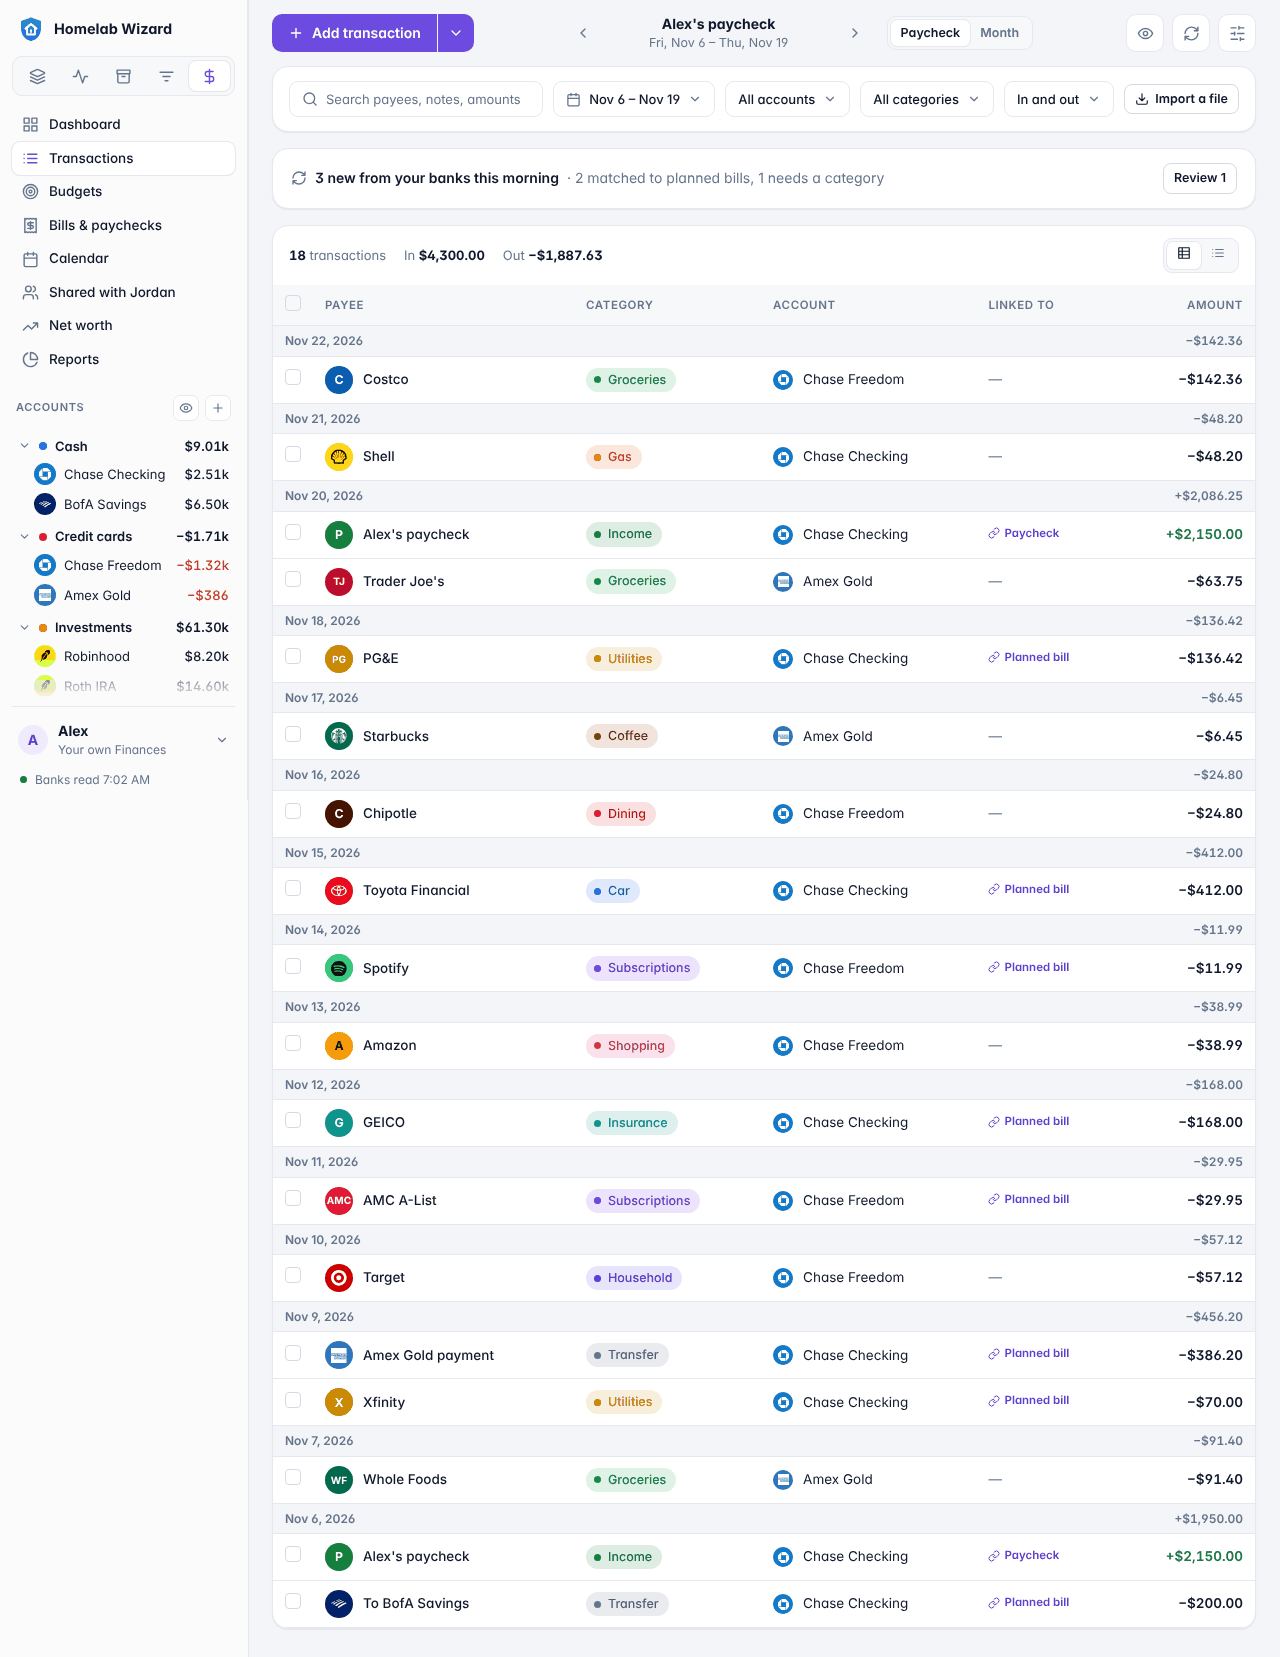 Homelab Wizard
Dashboard
Transactions
Budgets
Bills & paychecks
Calendar
Shared with Jordan
Net worth
Reports
ACCOUNTS
Cash $9.01k
Chase Checking $2.51k
BofA Savings $6.50k
Credit cards −$1.71k
Chase Freedom −$1.32k
Amex Gold −$386
Investments $61.30k
Robinhood $8.20k
Roth IRA $14.60k
A Alex
Your own Finances
Banks read 7:02 AM
Add transaction
Alex's paycheck
Fri, Nov 6 – Thu, Nov 19
Paycheck Month
Search payees, notes, amounts Nov 6 – Nov 19 All accounts All categories In and out Import a file
3 new from your banks this morning · 2 matched to planned bills, 1 needs a category Review 1
18 transactions In $4,300.00 Out −$1,887.63
PAYEE CATEGORY ACCOUNT LINKED TO AMOUNT
Nov 22, 2026 −$142.36
C Costco Groceries Chase Freedom — −$142.36
Nov 21, 2026 −$48.20
Shell Gas Chase Checking — −$48.20
Nov 20, 2026 +$2,086.25
P Alex's paycheck Income Chase Checking Paycheck +$2,150.00
TJ Trader Joe's Groceries Amex Gold — −$63.75
Nov 18, 2026 −$136.42
PG PG&E Utilities Chase Checking Planned bill −$136.42
Nov 17, 2026 −$6.45
Starbucks Coffee Amex Gold — −$6.45
Nov 16, 2026 −$24.80
C Chipotle Dining Chase Freedom — −$24.80
Nov 15, 2026 −$412.00
Toyota Financial Car Chase Checking Planned bill −$412.00
Nov 14, 2026 −$11.99
Spotify Subscriptions Chase Freedom Planned bill −$11.99
Nov 13, 2026 −$38.99
A Amazon Shopping Chase Freedom — −$38.99
Nov 12, 2026 −$168.00
G GEICO Insurance Chase Checking Planned bill −$168.00
Nov 11, 2026 −$29.95
AMC AMC A-List Subscriptions Chase Freedom Planned bill −$29.95
Nov 10, 2026 −$57.12
Target Household Chase Freedom — −$57.12
Nov 9, 2026 −$456.20
Amex Gold payment Transfer Chase Checking Planned bill −$386.20
X Xfinity Utilities Chase Checking Planned bill −$70.00
Nov 7, 2026 −$91.40
WF Whole Foods Groceries Amex Gold — −$91.40
Nov 6, 2026 +$1,950.00
P Alex's paycheck Income Chase Checking Paycheck +$2,150.00
To BofA Savings Transfer Chase Checking Planned bill −$200.00